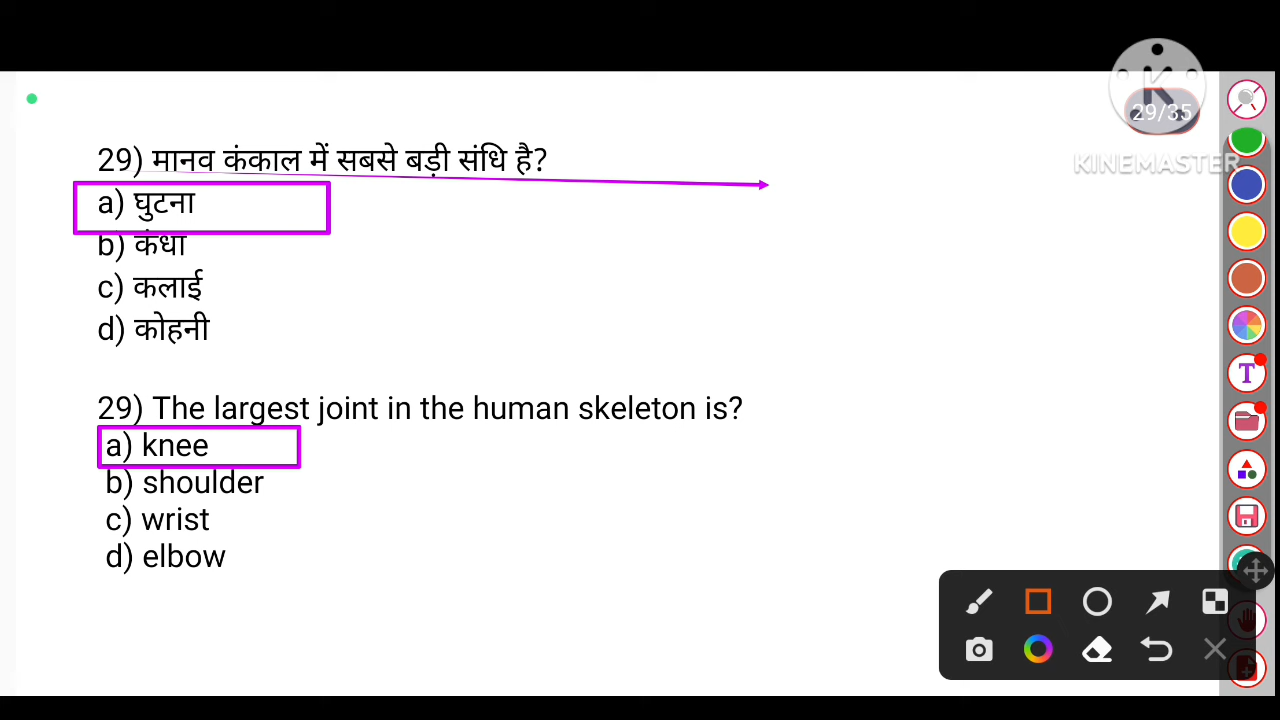 29/35
KINEMASTER
29) मानव कंकाल में सबसे बड़ी संधि है?
a) घुटना
b) कंधा
c) कलाई
d) कोहनी
29) The largest joint in the human skeleton is?
a) knee
b) shoulder
c) wrist
d) elbow
T